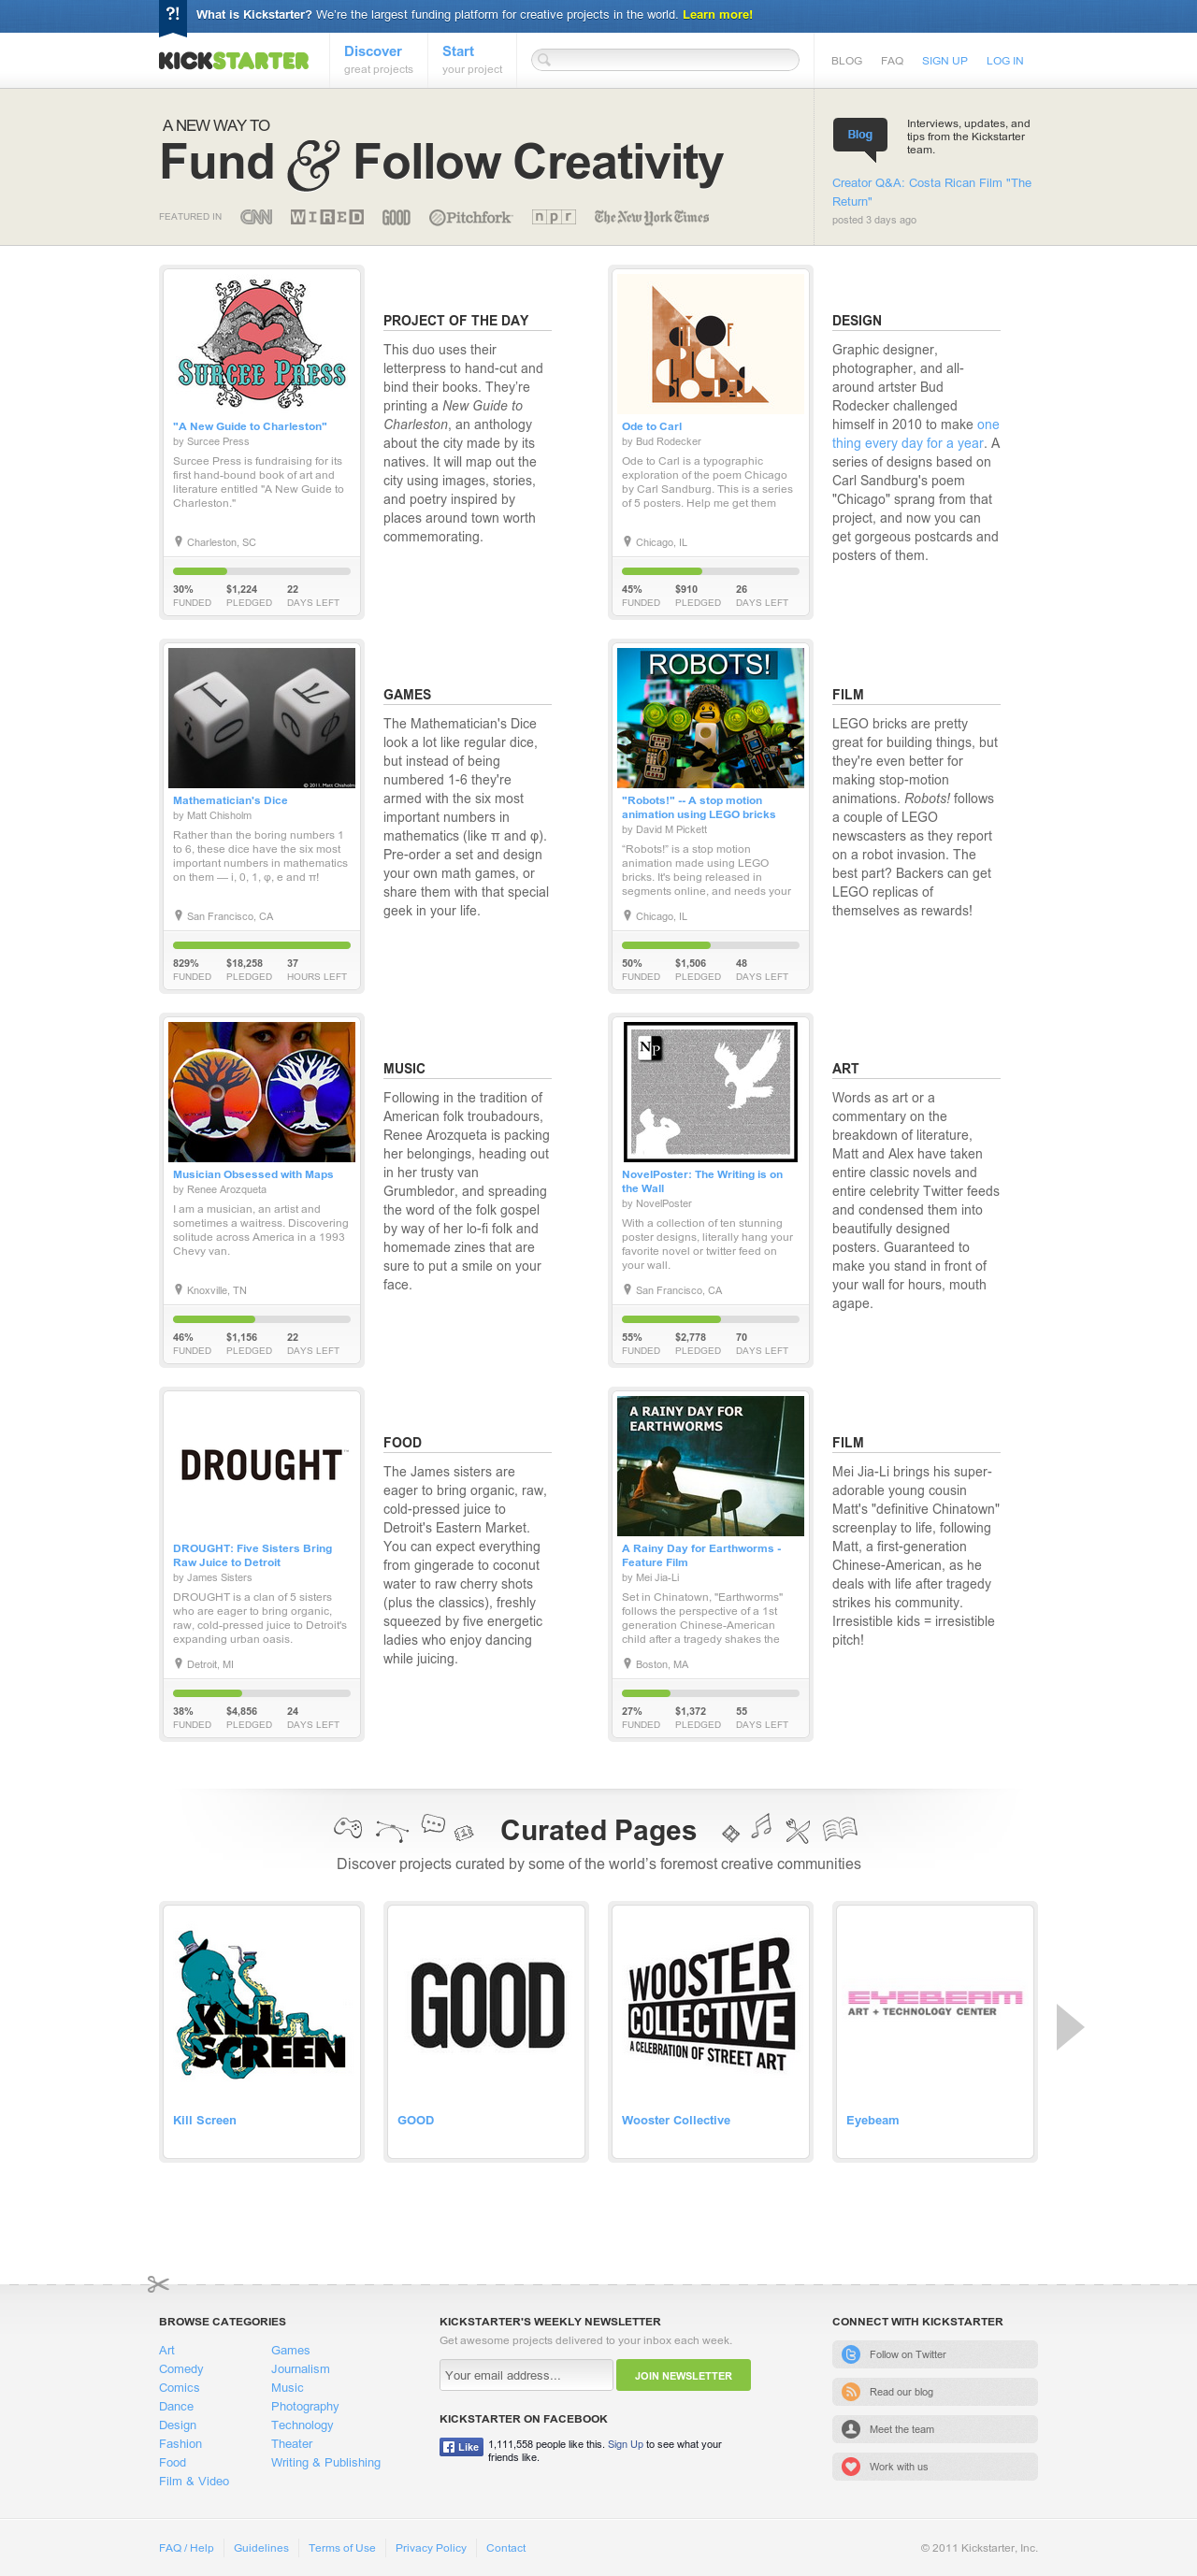 ?! What is Kickstarter? We're the largest funding platform for creative projects in the world. Learn more!
KICKSTARTER
Discover
great projects
Start
your project
BLOG FAQ SIGN UP LOG IN
A NEW WAY TO
Fund & Follow Creativity
FEATURED IN CNN WIRED GOOD Pitchfork npr The New York Times
Blog
Interviews, updates, and
tips from the Kickstarter
team.
Creator Q&A: Costa Rican Film "The
Return"
posted 3 days ago
SURCEE PRESS
"A New Guide to Charleston"
by Surcee Press
Surcee Press is fundraising for its
first hand-bound book of art and
literature entitled "A New Guide to
Charleston."
Charleston, SC
30% $1,224 22
FUNDED PLEDGED DAYS LEFT
PROJECT OF THE DAY
This duo uses their
letterpress to hand-cut and
bind their books. They're
printing a New Guide to
Charleston, an anthology
about the city made by its
natives. It will map out the
city using images, stories,
and poetry inspired by
places around town worth
commemorating.
Ode to Carl
by Bud Rodecker
Ode to Carl is a typographic
exploration of the poem Chicago
by Carl Sandburg. This is a series
of 5 posters. Help me get them
Chicago, IL
45% $910 26
FUNDED PLEDGED DAYS LEFT
DESIGN
Graphic designer,
photographer, and all-
around artster Bud
Rodecker challenged
himself in 2010 to make one
thing every day for a year. A
series of designs based on
Carl Sandburg's poem
"Chicago" sprang from that
project, and now you can
get gorgeous postcards and
posters of them.
© 2011 Matt Chisholm
Mathematician's Dice
by Matt Chisholm
Rather than the boring numbers 1
to 6, these dice have the six most
important numbers in mathematics
on them — i, 0, 1, φ, e and π!
San Francisco, CA
829% $18,258 37
FUNDED PLEDGED HOURS LEFT
GAMES
The Mathematician's Dice
look a lot like regular dice,
but instead of being
numbered 1-6 they're
armed with the six most
important numbers in
mathematics (like π and φ).
Pre-order a set and design
your own math games, or
share them with that special
geek in your life.
ROBOTS!
"Robots!" -- A stop motion
animation using LEGO bricks
by David M Pickett
"Robots!" is a stop motion
animation made using LEGO
bricks. It's being released in
segments online, and needs your
Chicago, IL
50% $1,506 48
FUNDED PLEDGED DAYS LEFT
FILM
LEGO bricks are pretty
great for building things, but
they're even better for
making stop-motion
animations. Robots! follows
a couple of LEGO
newscasters as they report
on a robot invasion. The
best part? Backers can get
LEGO replicas of
themselves as rewards!
Musician Obsessed with Maps
by Renee Arozqueta
I am a musician, an artist and
sometimes a waitress. Discovering
solitude across America in a 1993
Chevy van.
Knoxville, TN
46% $1,156 22
FUNDED PLEDGED DAYS LEFT
MUSIC
Following in the tradition of
American folk troubadours,
Renee Arozqueta is packing
her belongings, heading out
in her trusty van
Grumbledor, and spreading
the word of the folk gospel
by way of her lo-fi folk and
homemade zines that are
sure to put a smile on your
face.
NP
NovelPoster: The Writing is on
the Wall
by NovelPoster
With a collection of ten stunning
poster designs, literally hang your
favorite novel or twitter feed on
your wall.
San Francisco, CA
55% $2,778 70
FUNDED PLEDGED DAYS LEFT
ART
Words as art or a
commentary on the
breakdown of literature,
Matt and Alex have taken
entire classic novels and
entire celebrity Twitter feeds
and condensed them into
beautifully designed
posters. Guaranteed to
make you stand in front of
your wall for hours, mouth
agape.
DROUGHT
DROUGHT: Five Sisters Bring
Raw Juice to Detroit
by James Sisters
DROUGHT is a clan of 5 sisters
who are eager to bring organic,
raw, cold-pressed juice to Detroit's
expanding urban oasis.
Detroit, MI
38% $4,856 24
FUNDED PLEDGED DAYS LEFT
FOOD
The James sisters are
eager to bring organic, raw,
cold-pressed juice to
Detroit's Eastern Market.
You can expect everything
from gingerade to coconut
water to raw cherry shots
(plus the classics), freshly
squeezed by five energetic
ladies who enjoy dancing
while juicing.
A RAINY DAY FOR
EARTHWORMS
A Rainy Day for Earthworms -
Feature Film
by Mei Jia-Li
Set in Chinatown, "Earthworms"
follows the perspective of a 1st
generation Chinese-American
child after a tragedy shakes the
Boston, MA
27% $1,372 55
FUNDED PLEDGED DAYS LEFT
FILM
Mei Jia-Li brings his super-
adorable young cousin
Matt's "definitive Chinatown"
screenplay to life, following
Matt, a first-generation
Chinese-American, as he
deals with life after tragedy
strikes his community.
Irresistible kids = irresistible
pitch!
Curated Pages
Discover projects curated by some of the world's foremost creative communities
KILL
SCREEN
Kill Screen
GOOD
GOOD
WOOSTER
COLLECTIVE
A CELEBRATION OF STREET ART
Wooster Collective
EYEBEAM
ART + TECHNOLOGY CENTER
Eyebeam
BROWSE CATEGORIES
Art
Comedy
Comics
Dance
Design
Fashion
Food
Film & Video
Games
Journalism
Music
Photography
Technology
Theater
Writing & Publishing
KICKSTARTER'S WEEKLY NEWSLETTER
Get awesome projects delivered to your inbox each week.
Your email address... JOIN NEWSLETTER
KICKSTARTER ON FACEBOOK
Like 1,111,558 people like this. Sign Up to see what your
friends like.
CONNECT WITH KICKSTARTER
Follow on Twitter
Read our blog
Meet the team
Work with us
FAQ / Help Guidelines Terms of Use Privacy Policy Contact
© 2011 Kickstarter, Inc.